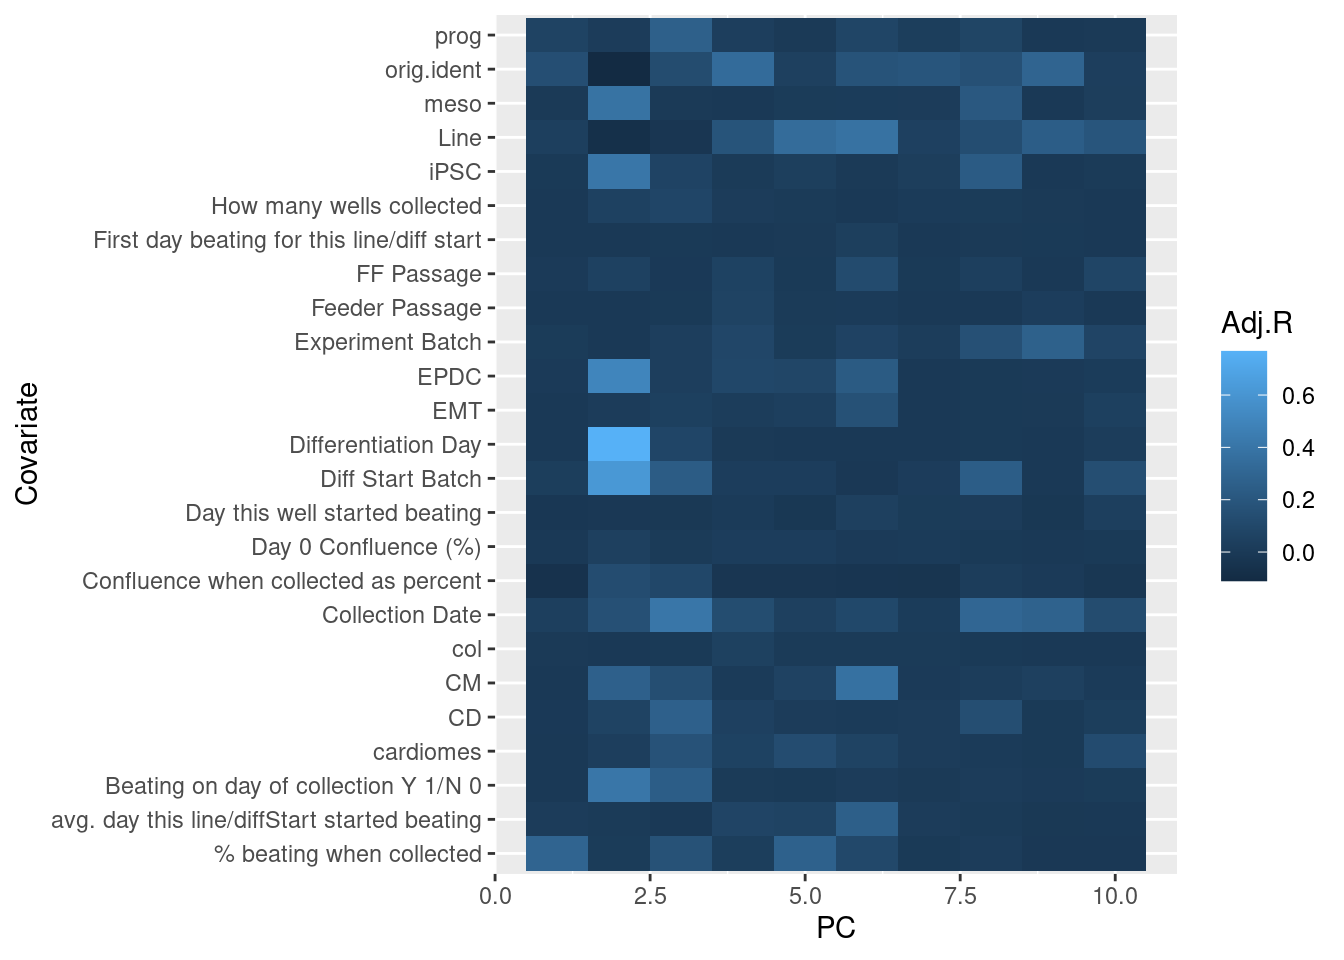 prog
orig.ident
meso
Line
iPSC
How many wells collected
First day beating for this line/diff start
FF Passage
Feeder Passage
Experiment Batch
EPDC
EMT
Differentiation Day
Diff Start Batch
Day this well started beating
Day 0 Confluence (%)
Confluence when collected as percent
Collection Date
col
CM
CD
cardiomes
Beating on day of collection Y 1/N 0
avg. day this line/diffStart started beating
% beating when collected
Covariate
0.0 2.5 5.0 7.5 10.0
PC
Adj.R
0.6
0.4
0.2
0.0